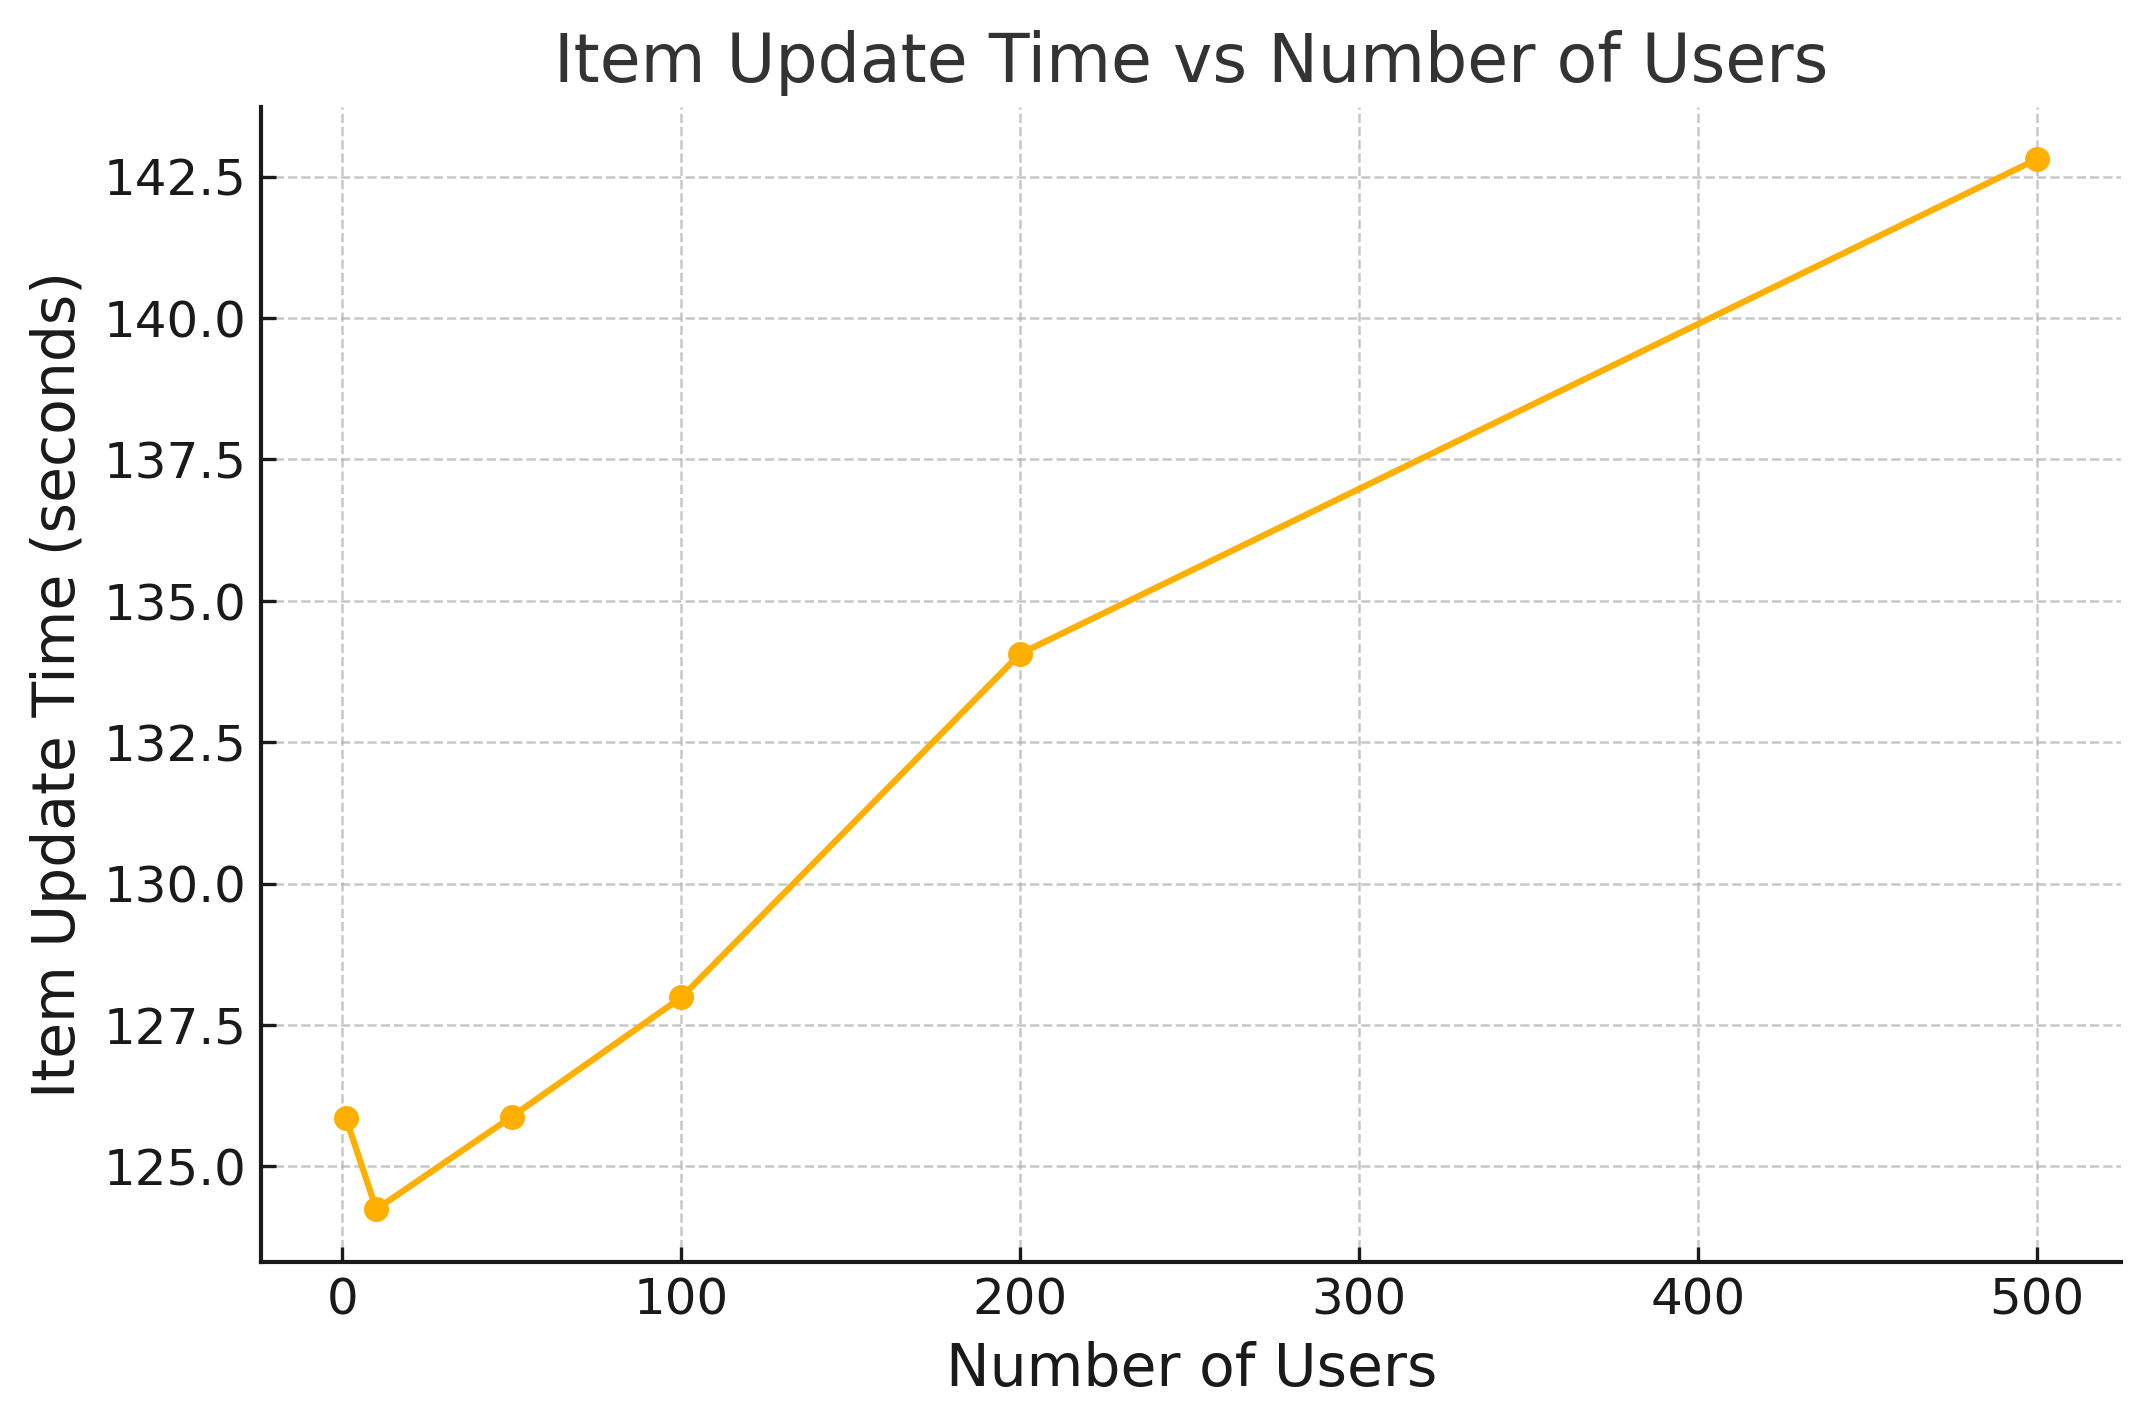 Item Update Time vs Number of Users
Item Update Time (seconds)
142.5
140.0
137.5
135.0
132.5
130.0
127.5
125.0
0 100 200 300 400 500
Number of Users